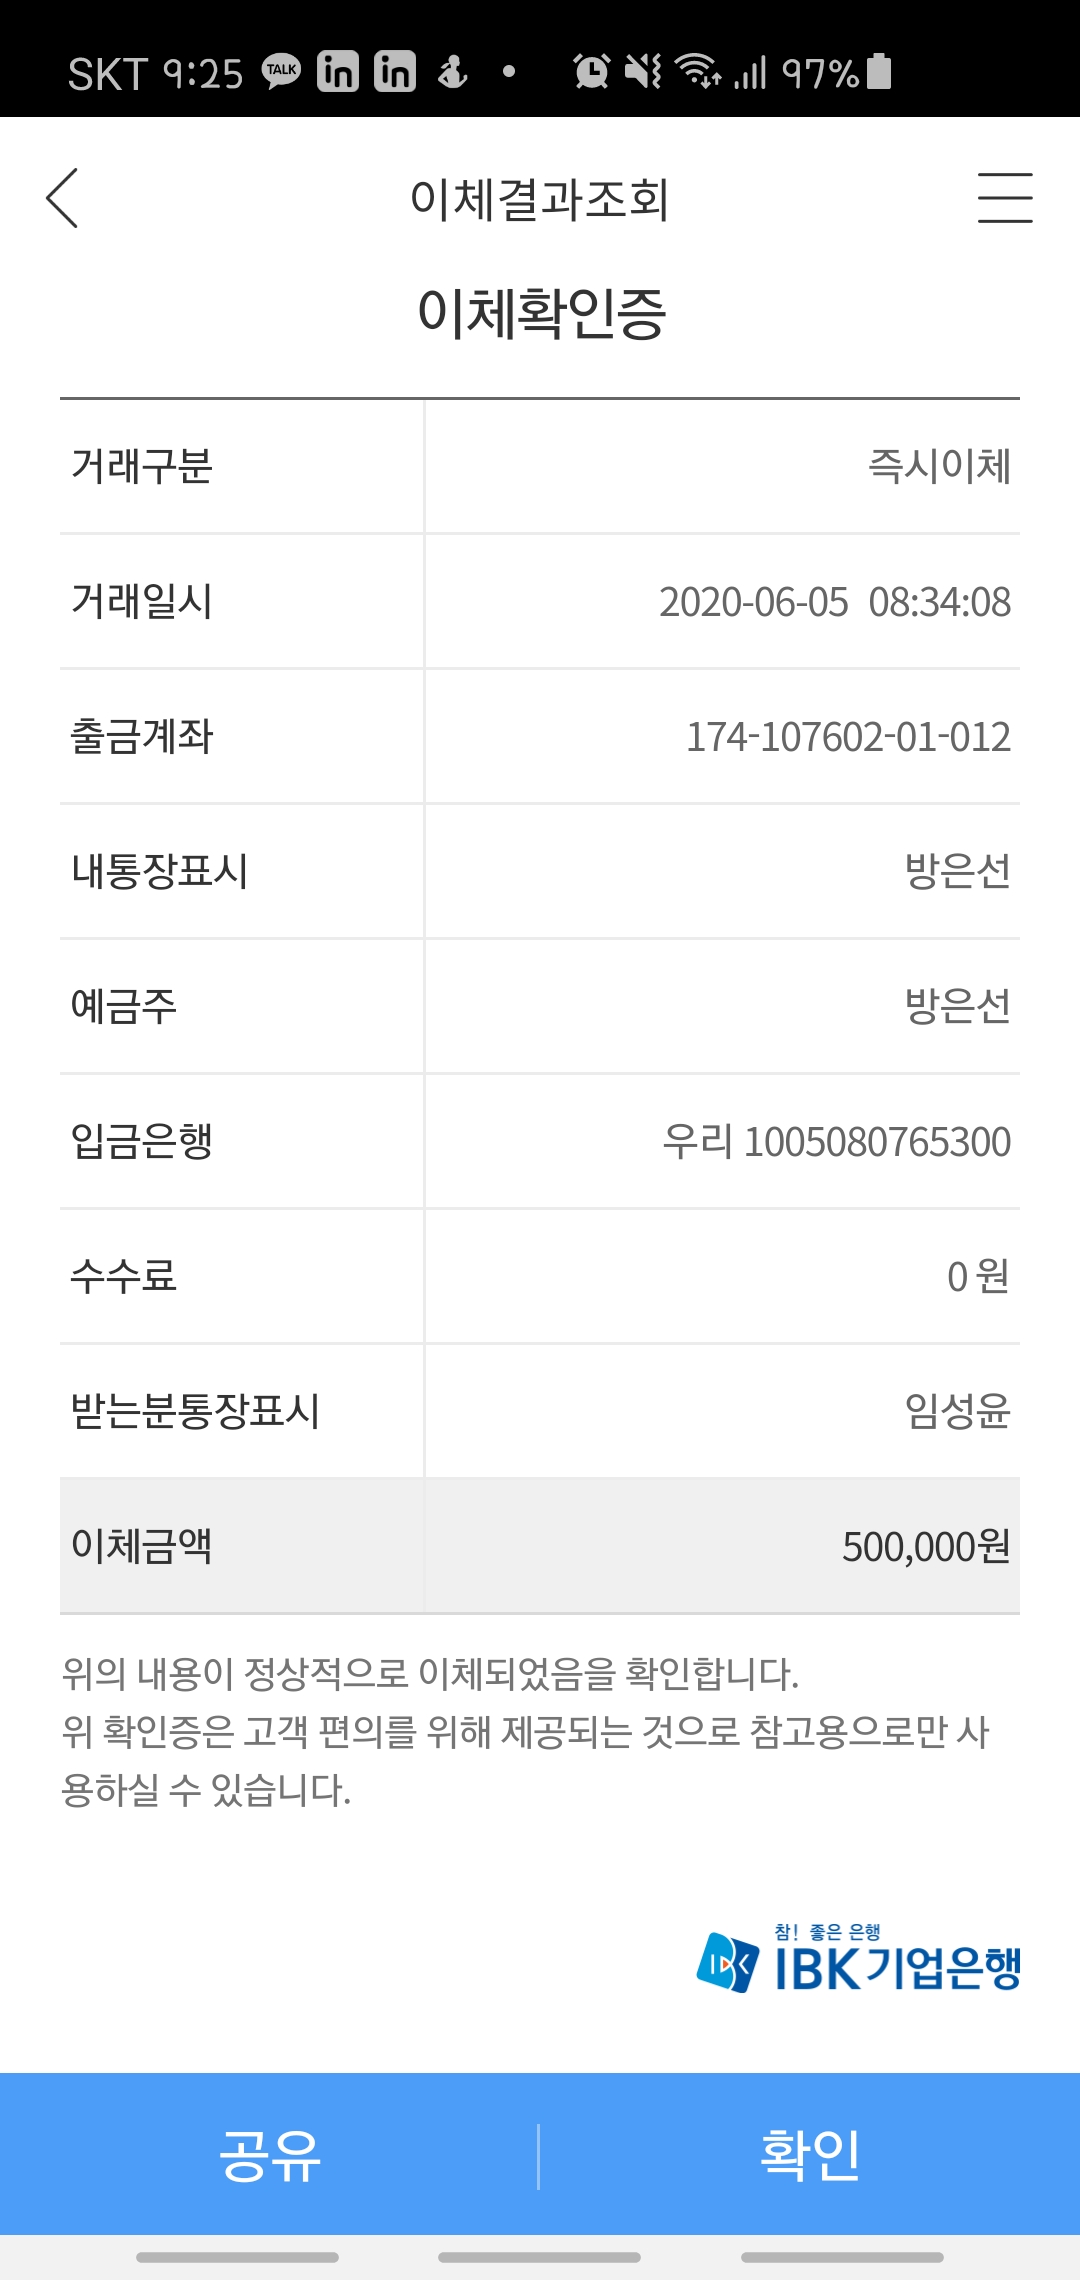 SKT 9:25 TALK in in 97%
이체결과조회
이체확인증
거래구분 즉시이체
거래일시 2020-06-05 08:34:08
출금계좌 174-107602-01-012
내통장표시 방은선
예금주 방은선
입금은행 우리 1005080765300
수수료 0 원
받는분통장표시 임성윤
이체금액 500,000원
위의 내용이 정상적으로 이체되었음을 확인합니다.
위 확인증은 고객 편의를 위해 제공되는 것으로 참고용으로만 사
용하실 수 있습니다.
참! 좋은 은행
IBK기업은행
공유 확인